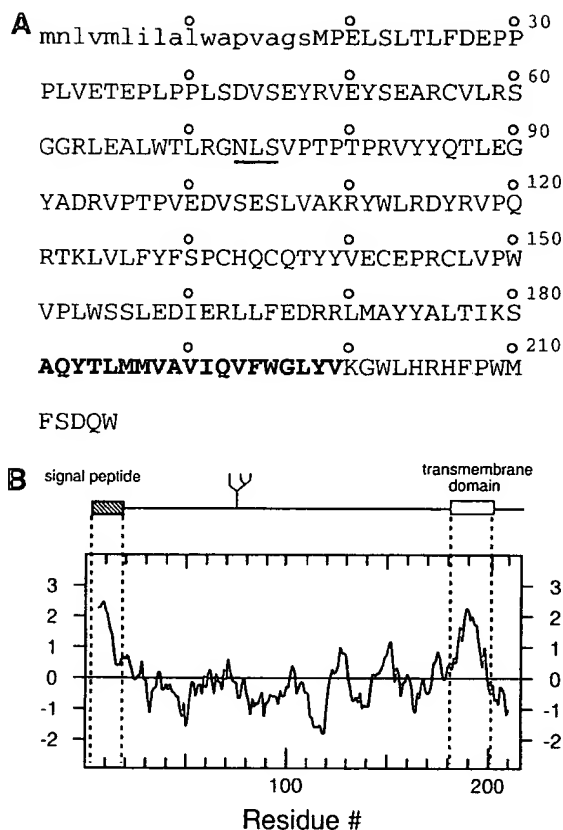 A
mnlvmlilalwapvagsMPELSLTLFDEPP 30
PLVETEPLPPLSDVSEYRVEYSEARCVLRS 60
GGRLEALWTLRGNLSVPTPTPRVYYQTLEG 90
YADRVPTPVEDVSESLVAKRYWLRDYRVPQ 120
RTKLVLFYFSPCHQCQTYYVECEPRCLVPW 150
VPLWSSLEDIERLLFEDRRLMAYYALTIKS 180
AQYTLMMVAVIQVFWGLYVKGWLHRHFPWM 210
FSDQW
B
signal peptide
transmembrane domain
3 3
2 2
1 1
0 0
-1 -1
-2 -2
100 200
Residue #